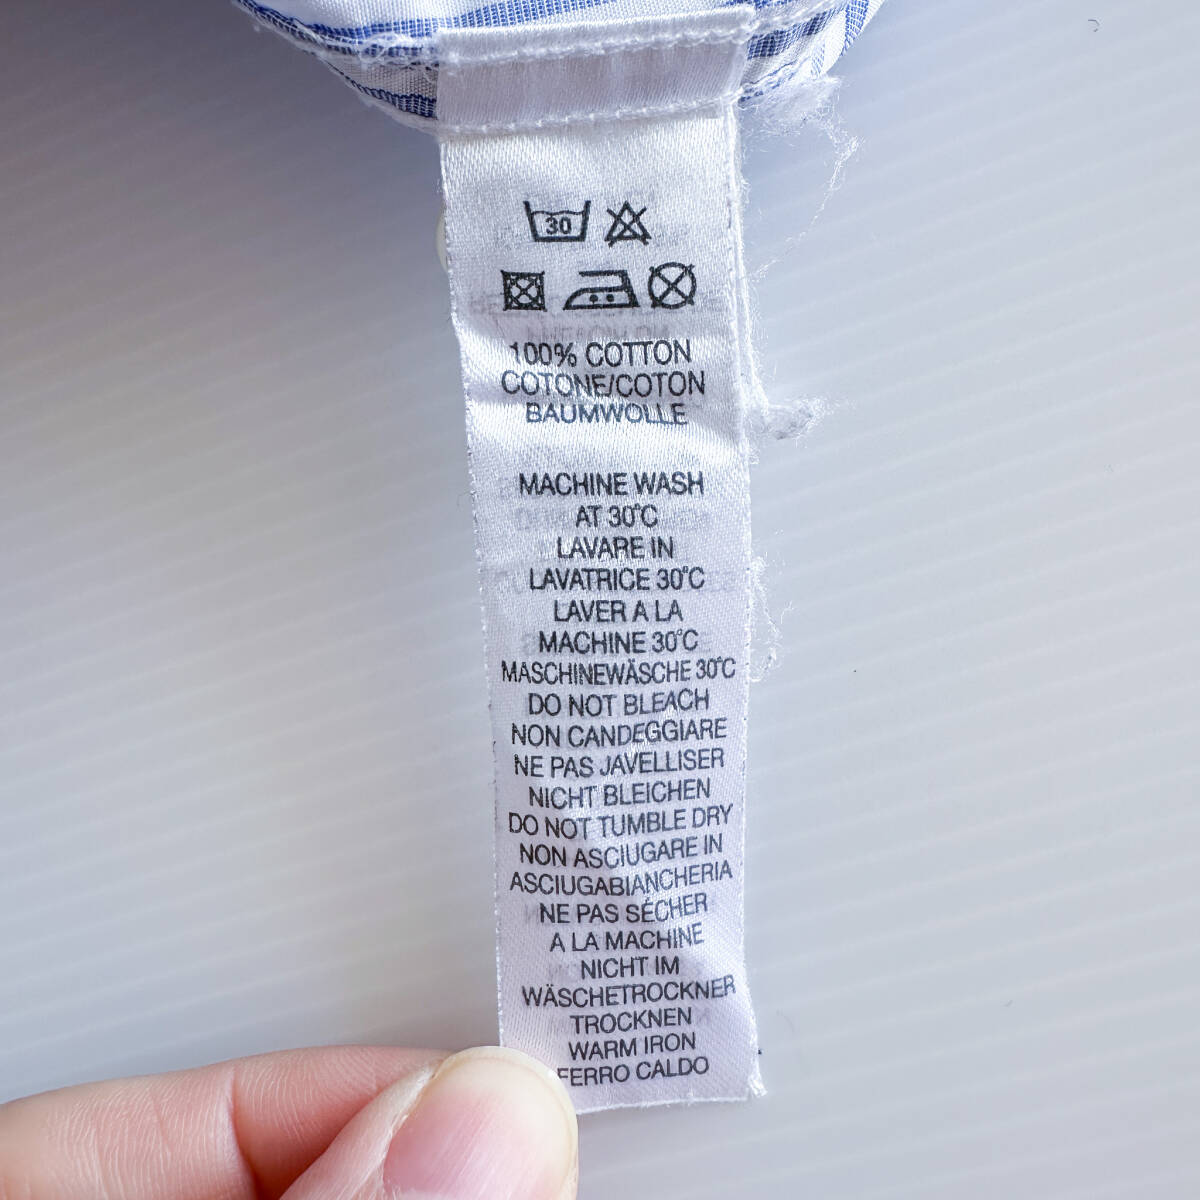 30
100% COTTON
COTONE/COTON
BAUMWOLLE
MACHINE WASH
AT 30°C
LAVARE IN
LAVATRICE 30°C
LAVER A LA
MACHINE 30°C
MASCHINEWÄSCHE 30°C
DO NOT BLEACH
NON CANDEGGIARE
NE PAS JAVELLISER
NICHT BLEICHEN
DO NOT TUMBLE DRY
NON ASCIUGARE IN
ASCIUGABIANCHERIA
NE PAS SÉCHER
A LA MACHINE
NICHT IM
WÄSCHETROCKNER
TROCKNEN
WARM IRON
FERRO CALDO